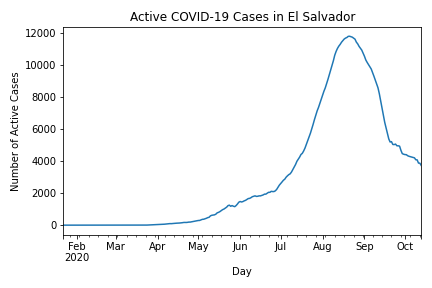 Active COVID-19 Cases in El Salvador
12000
10000
8000
6000
4000
2000
0
Number of Active Cases
Feb Mar Apr May Jun Jul Aug Sep Oct
2020
Day